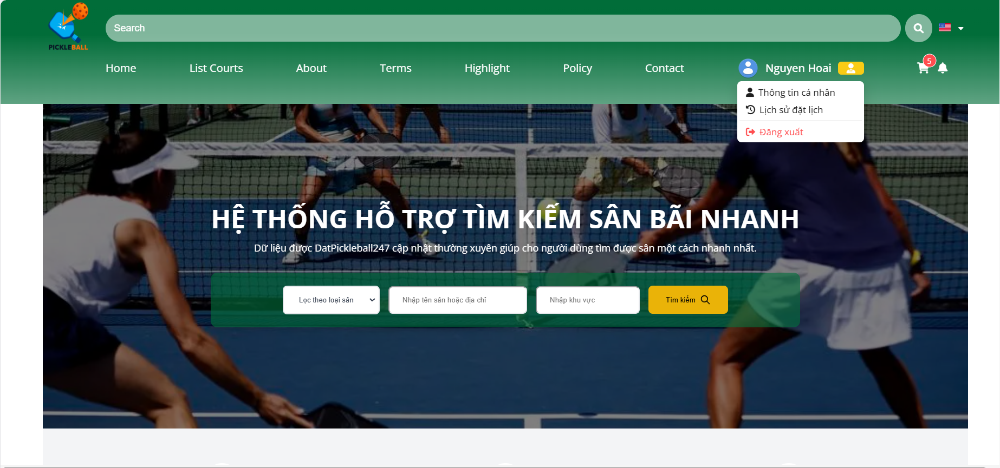 PICKLEBALL
Search
Home List Courts About Terms Highlight Policy Contact Nguyen Hoai 5
Thông tin cá nhân
Lịch sử đặt lịch
Đăng xuất
HỆ THỐNG HỖ TRỢ TÌM KIẾM SÂN BÃI NHANH
Dữ liệu được DatPickleball247 cập nhật thường xuyên giúp cho người dùng tìm được sân một cách nhanh nhất.
Lọc theo loại sân Nhập tên sân hoặc địa chỉ Nhập khu vực Tìm kiếm